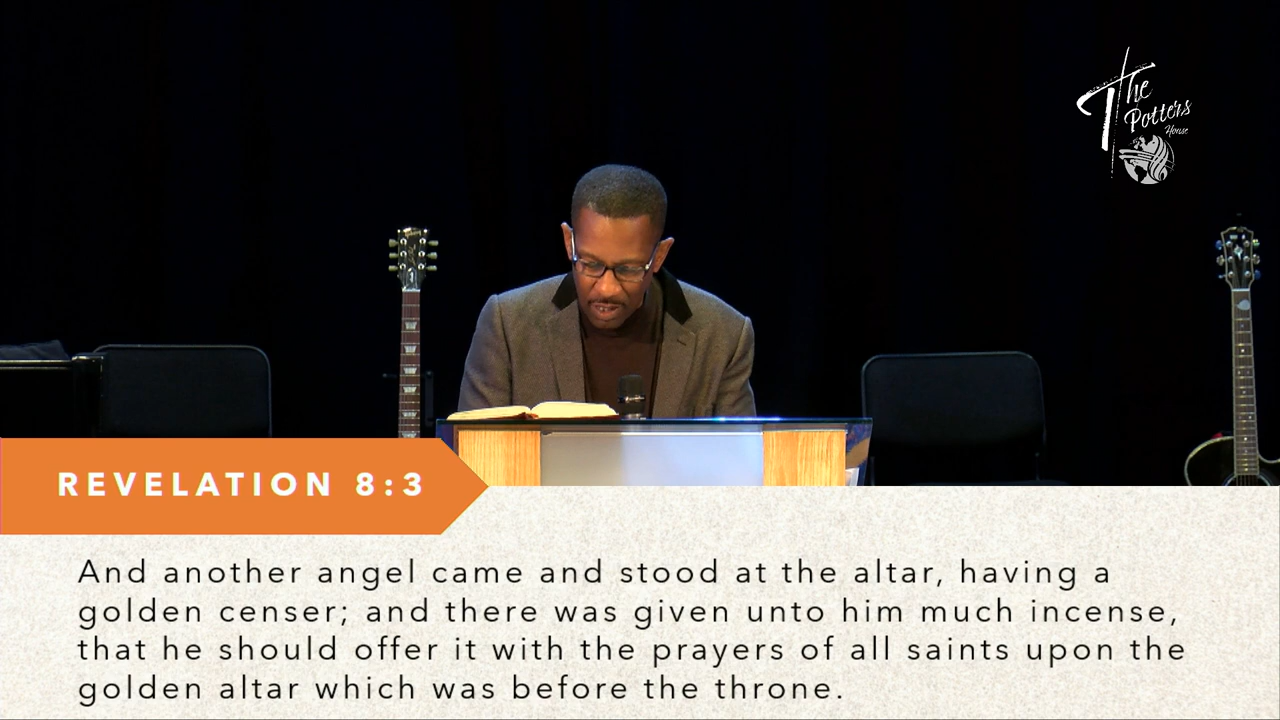 The
Potters
House
REVELATION 8:3
And another angel came and stood at the altar, having a
golden censer; and there was given unto him much incense,
that he should offer it with the prayers of all saints upon the
golden altar which was before the throne.